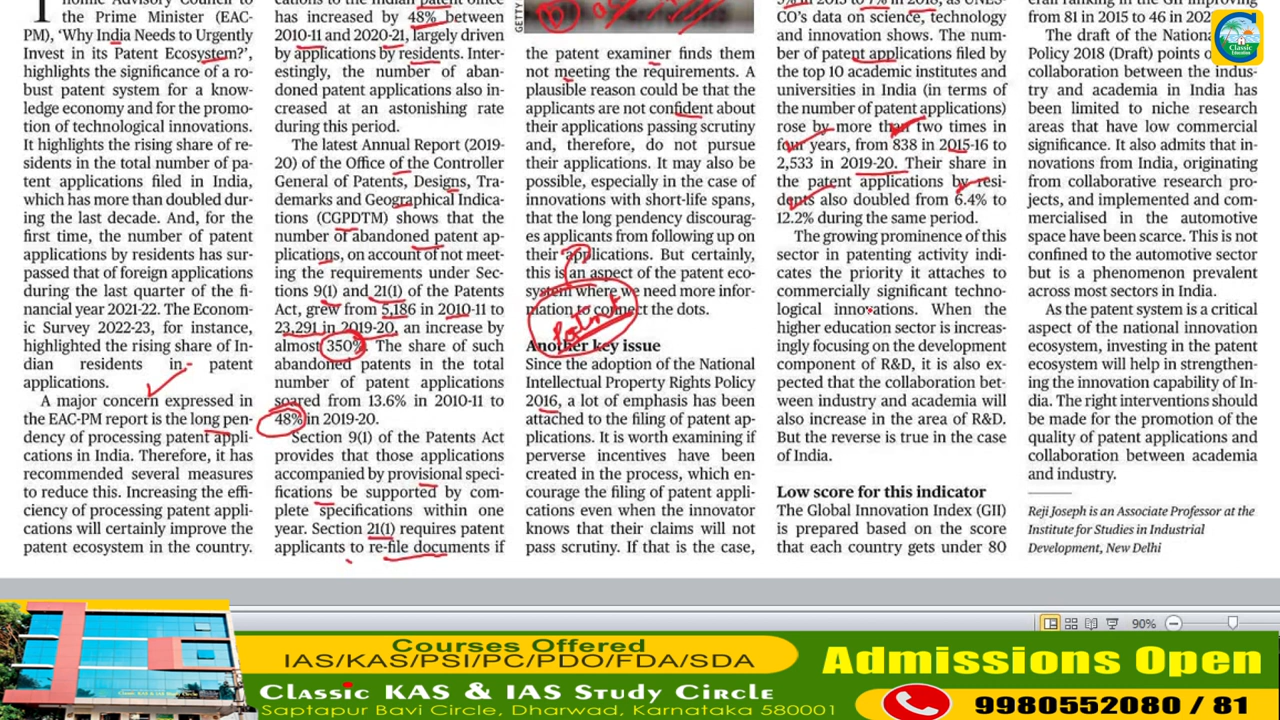 the Prime Minister (EAC-
PM), ‘Why India Needs to Urgently
Invest in its Patent Ecosystem?’,
highlights the significance of a ro-
bust patent system for a know-
ledge economy and for the promo-
tion of technological innovations.
It highlights the rising share of re-
sidents in the total number of pa-
tent applications filed in India,
which has more than doubled dur-
ing the last decade. And, for the
first time, the number of patent
applications by residents has sur-
passed that of foreign applications
during the last quarter of the fi-
nancial year 2021-22. The Econom-
ic Survey 2022-23, for instance,
highlighted the rising share of In-
dian residents in patent
applications.
A major concern expressed in
the EAC-PM report is the long pen-
dency of processing patent appli-
cations in India. Therefore, it has
recommended several measures
to reduce this. Increasing the effi-
ciency of processing patent appli-
cations will certainly improve the
patent ecosystem in the country.
has increased by 48% between
2010-11 and 2020-21, largely driven
by applications by residents. Inter-
estingly, the number of aban-
doned patent applications also in-
creased at an astonishing rate
during this period.
The latest Annual Report (2019-
20) of the Office of the Controller
General of Patents, Designs, Tra-
demarks and Geographical Indica-
tions (CGPDTM) shows that the
number of abandoned patent ap-
plications, on account of not meet-
ing the requirements under Sec-
tions 9(1) and 21(1) of the Patents
Act, grew from 5,186 in 2010-11 to
23,291 in 2019-20, an increase by
almost 350%. The share of such
abandoned patents in the total
number of patent applications
soared from 13.6% in 2010-11 to
48% in 2019-20.
Section 9(1) of the Patents Act
provides that those applications
accompanied by provisional speci-
fications be supported by com-
plete specifications within one
year. Section 21(1) requires patent
applicants to re-file documents if
GETTY
patent examiner finds them
not meeting the requirements. A
plausible reason could be that the
applicants are not confident about
their applications passing scrutiny
and, therefore, do not pursue
their applications. It may also be
possible, especially in the case of
innovations with short-life spans,
that the long pendency discourag-
es applicants from following up on
their applications. But certainly,
this is an aspect of the patent eco-
system where we need more infor-
mation to connect the dots.
Patent
Another key issue
Since the adoption of the National
Intellectual Property Rights Policy
2016, a lot of emphasis has been
attached to the filing of patent ap-
plications. It is worth examining if
perverse incentives have been
created in the process, which en-
courage the filing of patent appli-
cations even when the innovator
knows that their claims will not
pass scrutiny. If that is the case,
CO’s data on science, technology
and innovation shows. The num-
ber of patent applications filed by
the top 10 academic institutes and
universities in India (in terms of
the number of patent applications)
rose by more than two times in
four years, from 838 in 2015-16 to
2,533 in 2019-20. Their share in
the patent applications by resi-
dents also doubled from 6.4% to
12.2% during the same period.
The growing prominence of this
sector in patenting activity indi-
cates the priority it attaches to
commercially significant techno-
logical innovations. When the
higher education sector is increas-
ingly focusing on the development
component of R&D, it is also ex-
pected that the collaboration bet-
ween industry and academia will
also increase in the area of R&D.
But the reverse is true in the case
of India.
Low score for this indicator
The Global Innovation Index (GII)
is prepared based on the score
that each country gets under 80
from 81 in 2015 to 46 in
The draft of the
Policy 2018 (Draft) points
collaboration between the indus-
try and academia in India has
been limited to niche research
areas that have low commercial
significance. It also admits that in-
novations from India, originating
from collaborative research pro-
jects, and implemented and com-
mercialised in the automotive
space have been scarce. This is not
confined to the automotive sector
but is a phenomenon prevalent
across most sectors in India.
As the patent system is a critical
aspect of the national innovation
ecosystem, investing in the patent
ecosystem will help in strengthen-
ing the innovation capability of In-
dia. The right interventions should
be made for the promotion of the
quality of patent applications and
collaboration between academia
and industry.
Reji Joseph is an Associate Professor at the
Institute for Studies in Industrial
Development, New Delhi
Classic
Education
90%
Courses Offered
IAS/KAS/PSI/PC/PDO/FDA/SDA
Classic KAS & IAS Study Circle
Saptapur Bavi Circle, Dharwad, Karnataka 580001
Admissions Open
9980552080 / 81